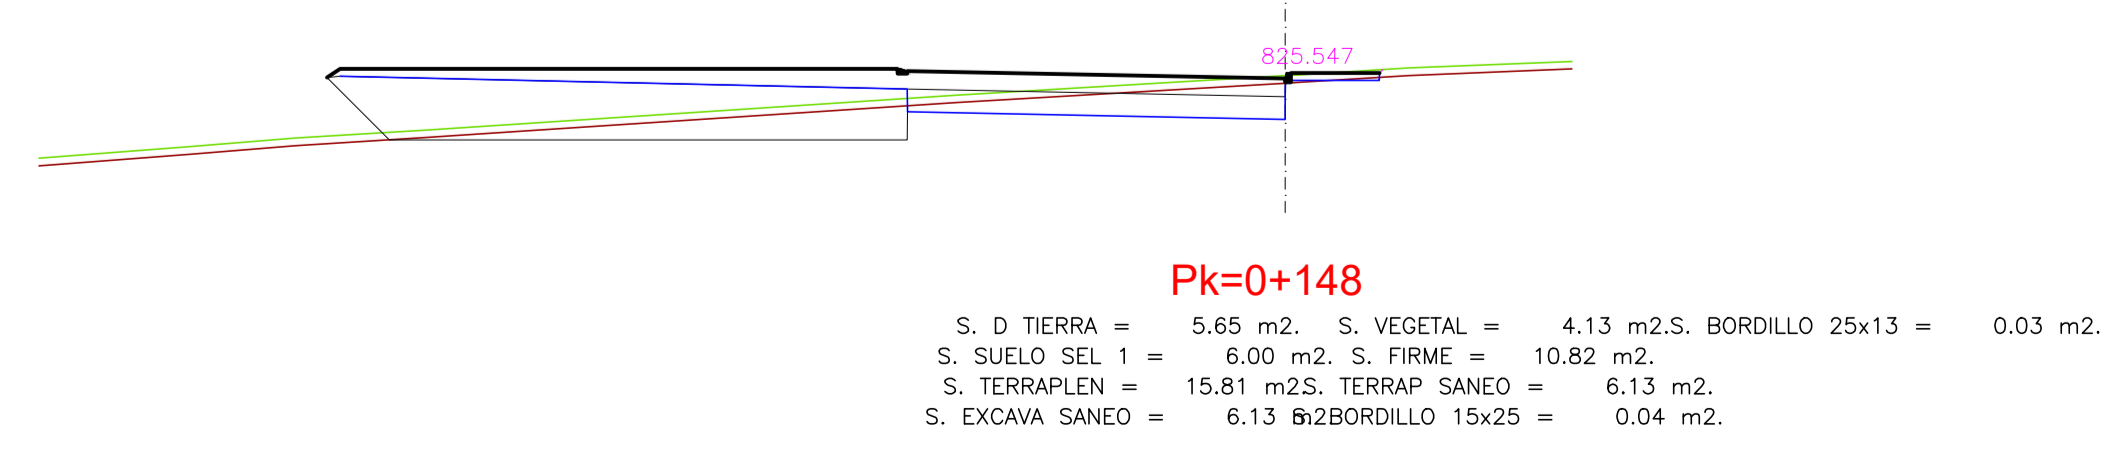 825.547
Pk=0+148
S. D TIERRA = 5.65 m2. S. VEGETAL = 4.13 m2.S. BORDILLO 25x13 = 0.03 m2.
S. SUELO SEL 1 = 6.00 m2. S. FIRME = 10.82 m2.
S. TERRAPLEN = 15.81 m2S. TERRAP SANEO = 6.13 m2.
S. EXCAVA SANEO = 6.13 m2S. BORDILLO 15x25 = 0.04 m2.